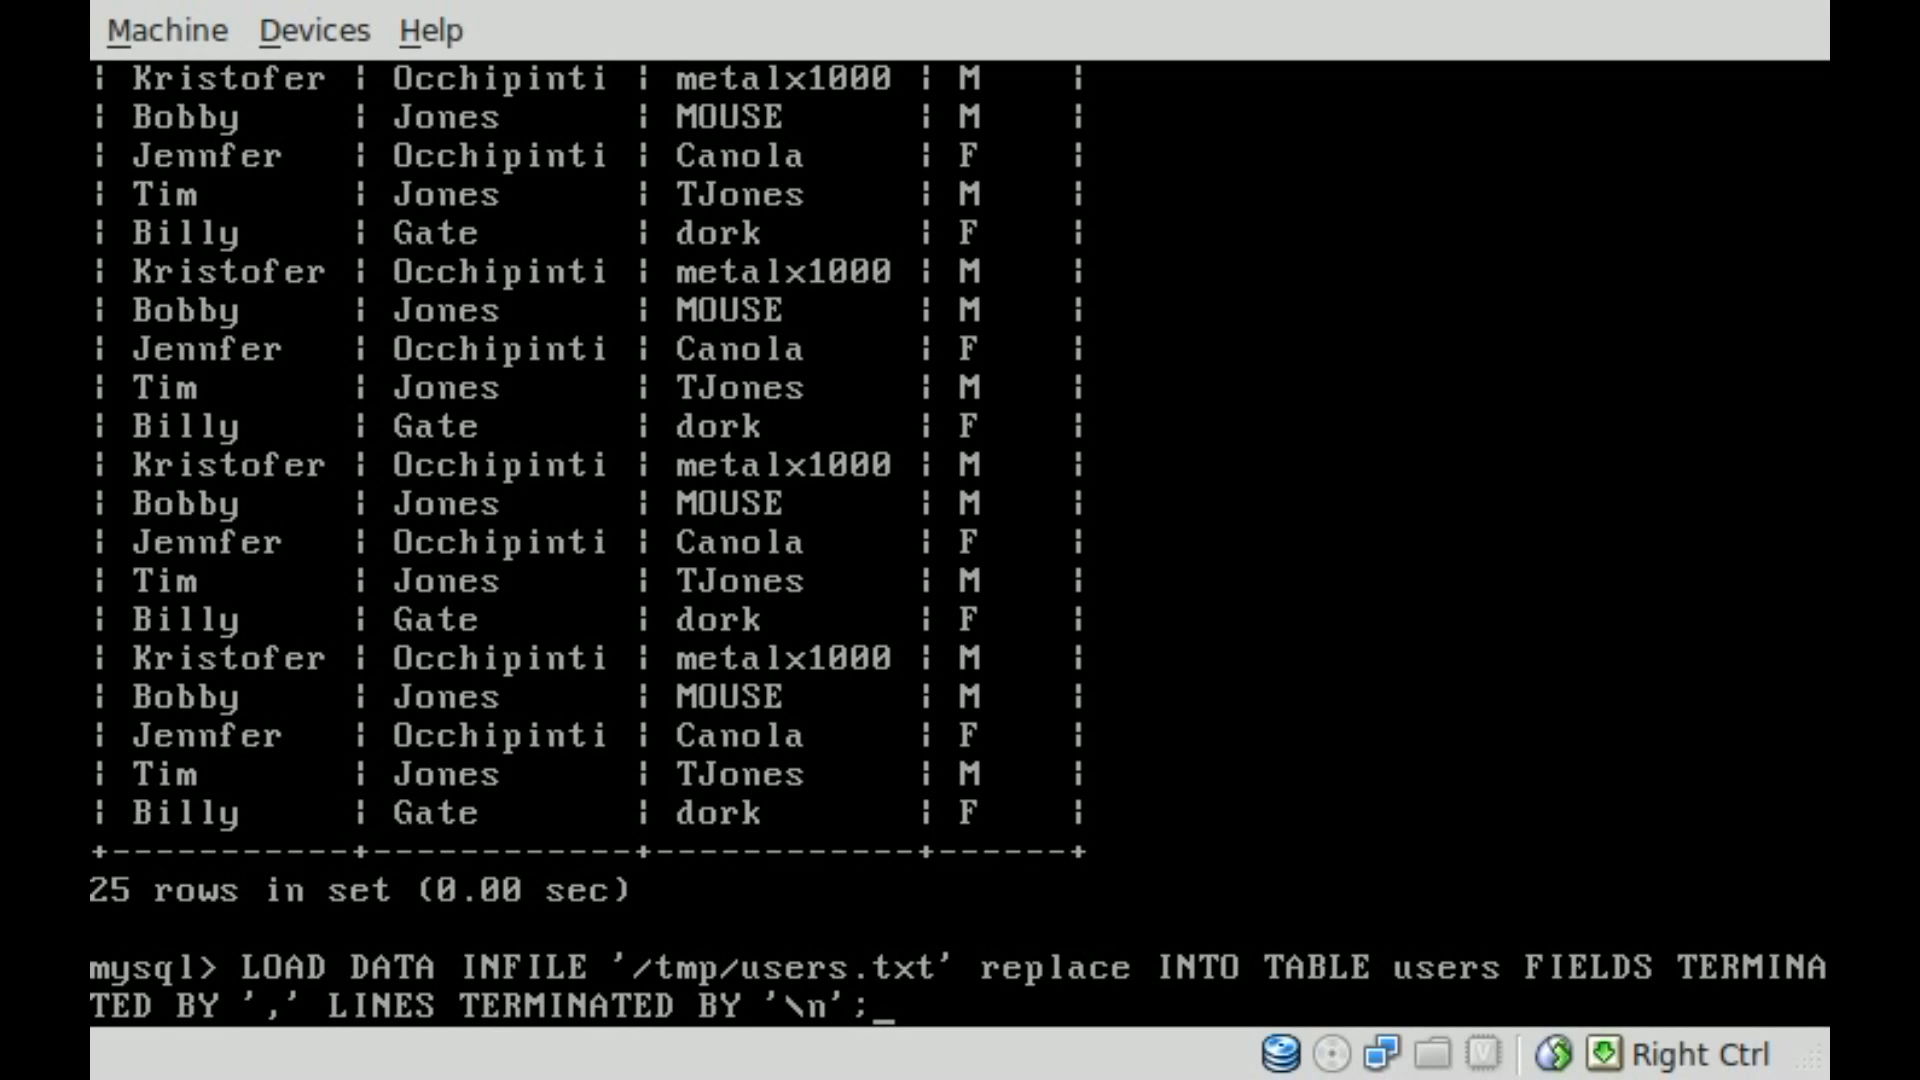 Machine Devices Help
| Kristofer | Occhipinti | metalx1000 | M |
| Bobby | Jones | MOUSE | M |
| Jennfer | Occhipinti | Canola | F |
| Tim | Jones | TJones | M |
| Billy | Gate | dork | F |
| Kristofer | Occhipinti | metalx1000 | M |
| Bobby | Jones | MOUSE | M |
| Jennfer | Occhipinti | Canola | F |
| Tim | Jones | TJones | M |
| Billy | Gate | dork | F |
| Kristofer | Occhipinti | metalx1000 | M |
| Bobby | Jones | MOUSE | M |
| Jennfer | Occhipinti | Canola | F |
| Tim | Jones | TJones | M |
| Billy | Gate | dork | F |
| Kristofer | Occhipinti | metalx1000 | M |
| Bobby | Jones | MOUSE | M |
| Jennfer | Occhipinti | Canola | F |
| Tim | Jones | TJones | M |
| Billy | Gate | dork | F |
+-----------+------------+------------+------+
25 rows in set (0.00 sec)
mysql> LOAD DATA INFILE '/tmp/users.txt' replace INTO TABLE users FIELDS TERMINA
TED BY ',' LINES TERMINATED BY '\n';_
Right Ctrl